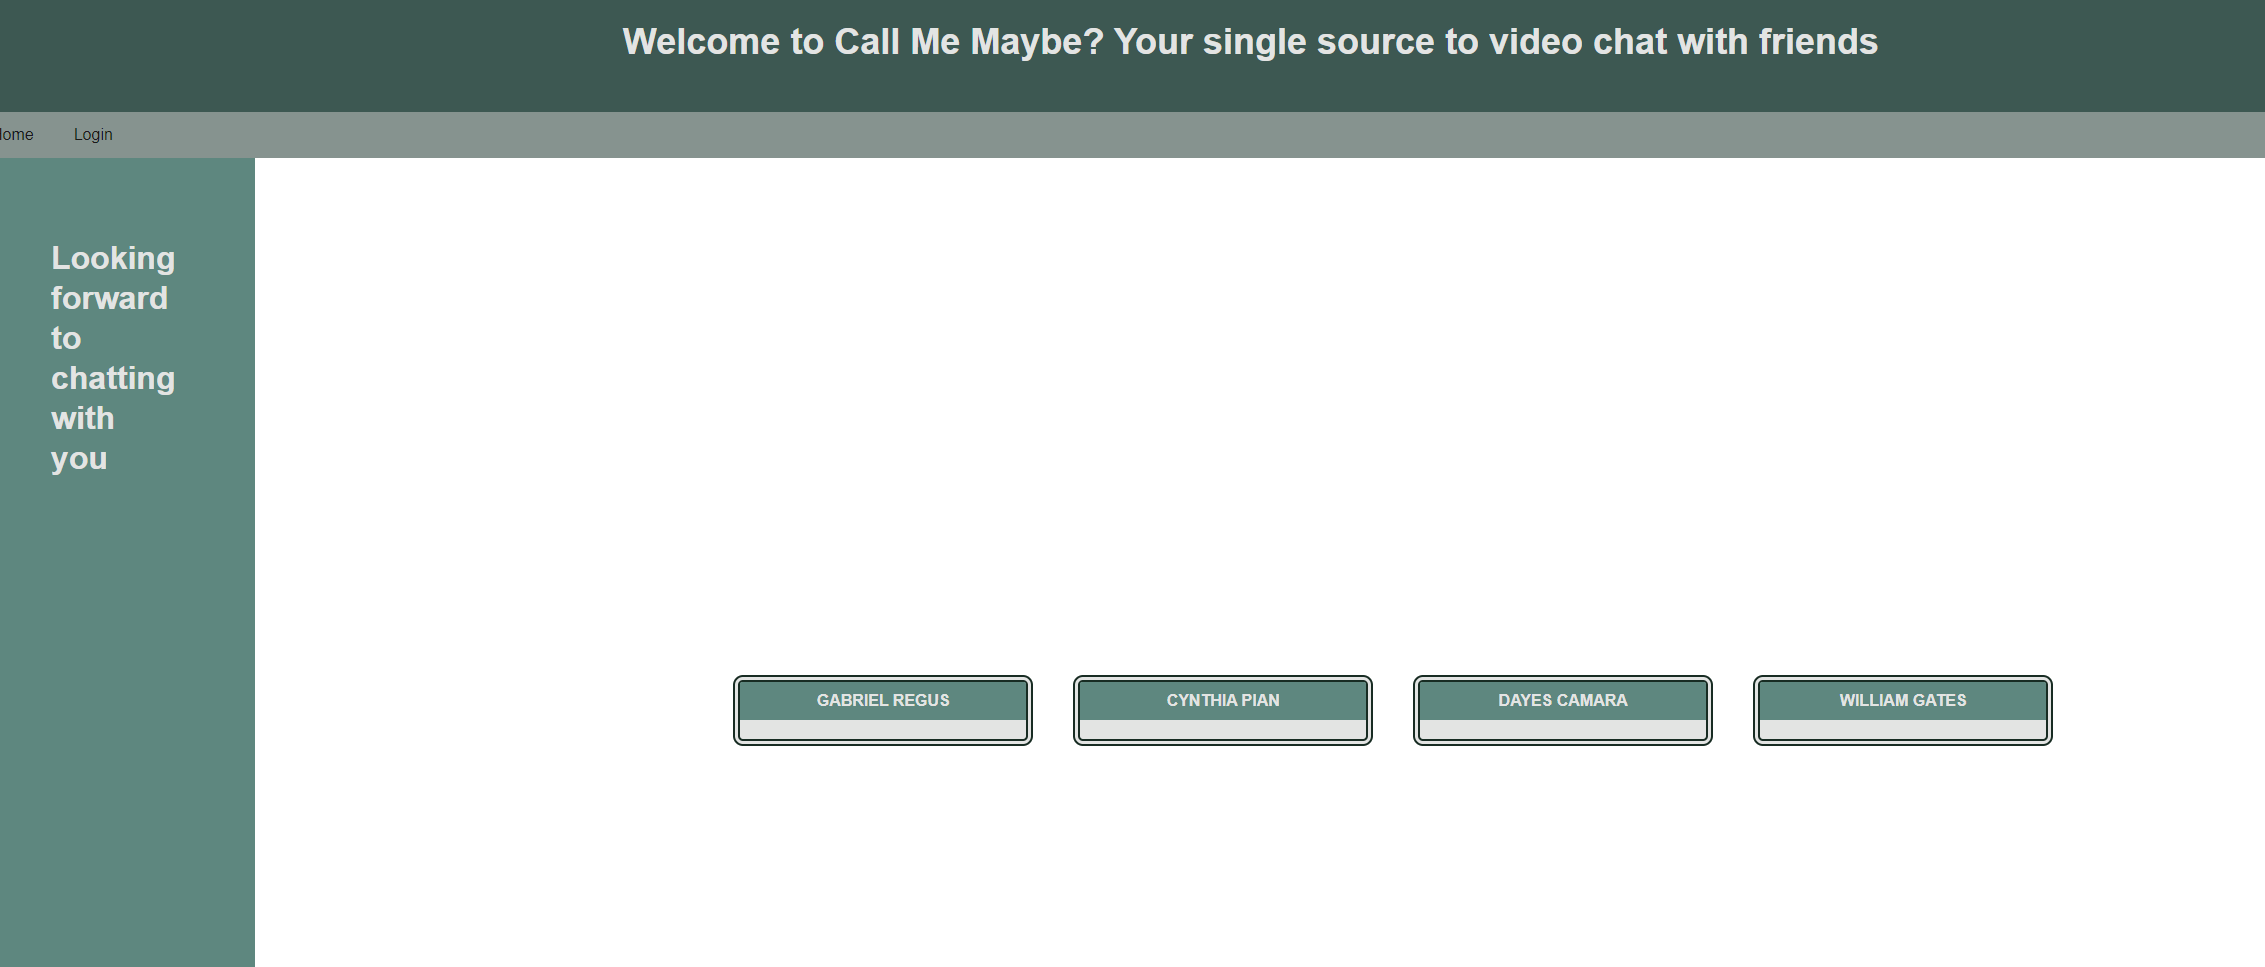 Welcome to Call Me Maybe? Your single source to video chat with friends
ome Login
Looking
forward
to
chatting
with
you
GABRIEL REGUS
CYNTHIA PIAN
DAYES CAMARA
WILLIAM GATES